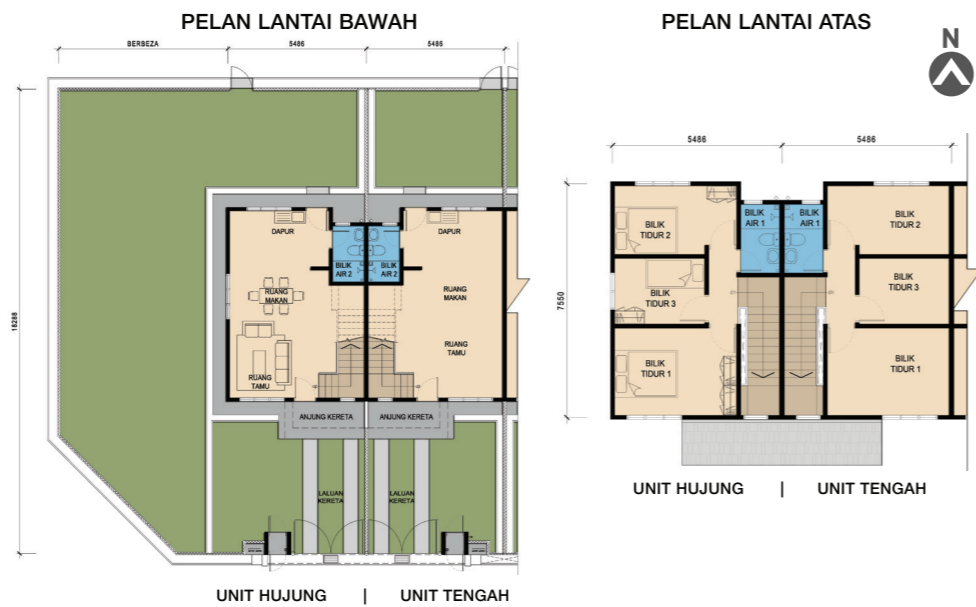 PELAN LANTAI BAWAH
BERBEZA
5486
5486
18288
DAPUR
DAPUR
BILIK
AIR 2
BILIK
AIR 2
RUANG
MAKAN
RUANG
MAKAN
RUANG
TAMU
RUANG
TAMU
ANJUNG KERETA
ANJUNG KERETA
LALUAN
KERETA
LALUAN
KERETA
UNIT HUJUNG | UNIT TENGAH
PELAN LANTAI ATAS
N
5486
5486
7550
BILIK
TIDUR 2
BILIK
AIR 1
BILIK
AIR 1
BILIK
TIDUR 2
BILIK
TIDUR 3
BILIK
TIDUR 3
BILIK
TIDUR 1
BILIK
TIDUR 1
UNIT HUJUNG | UNIT TENGAH